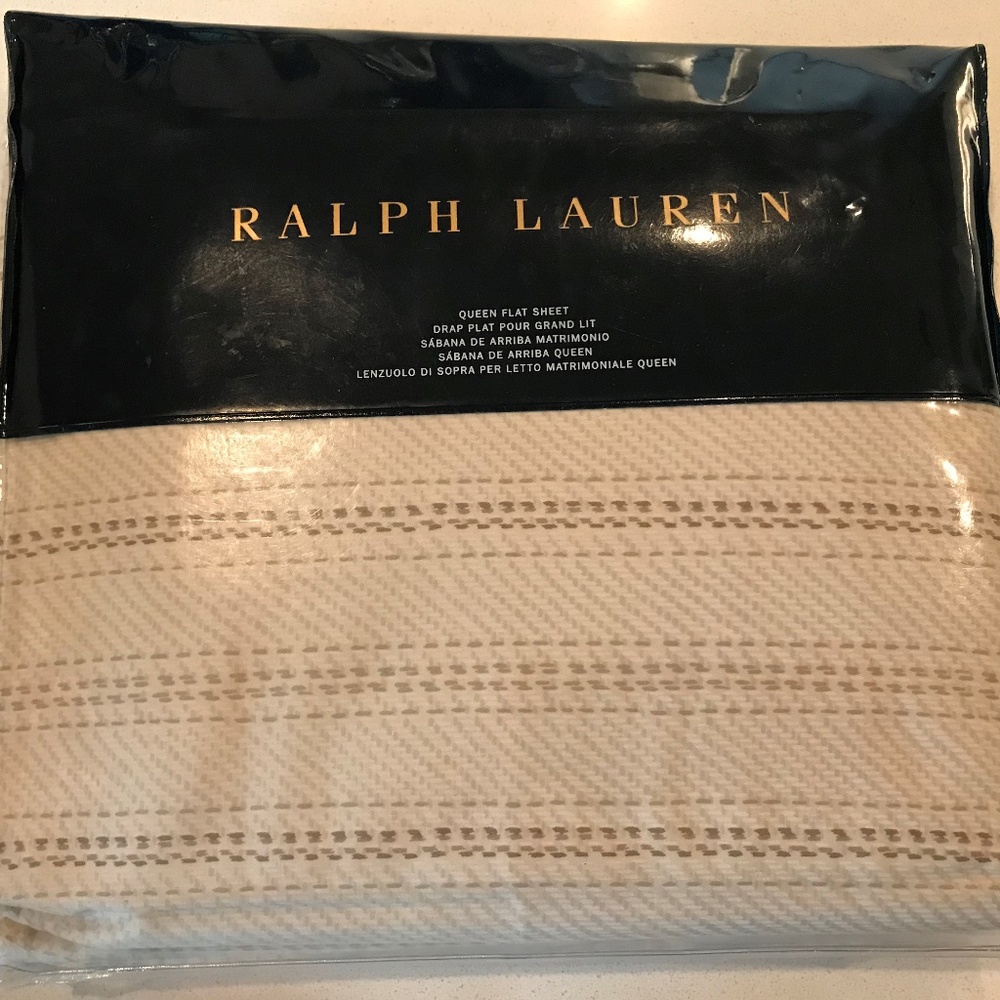 RALPH LAUREN
QUEEN FLAT SHEET
DRAP PLAT POUR GRAND LIT
SÁBANA DE ARRIBA MATRIMONIO
SÁBANA DE ARRIBA QUEEN
LENZUOLO DI SOPRA PER LETTO MATRIMONIALE QUEEN